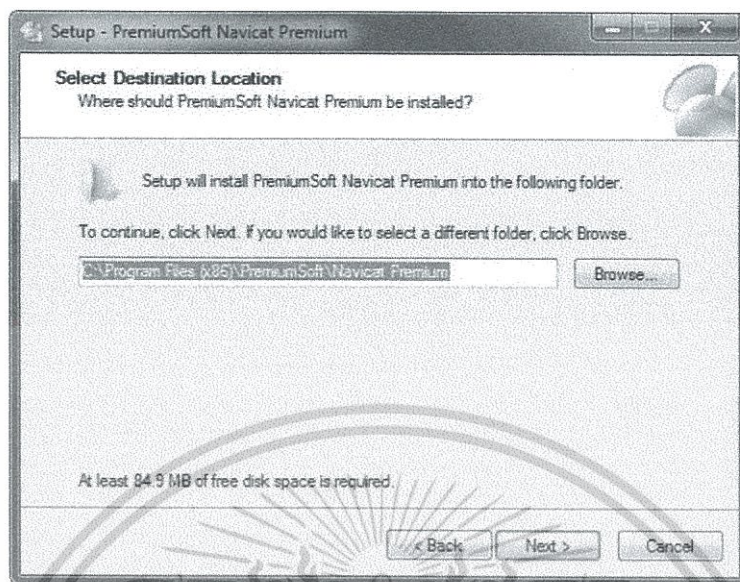 Setup - PremiumSoft Navicat Premium
Select Destination Location
Where should PremiumSoft Navicat Premium be installed?
Setup will install PremiumSoft Navicat Premium into the following folder.
To continue, click Next. If you would like to select a different folder, click Browse.
C:\Program Files (x86)\PremiumSoft\Navicat Premium
Browse...
At least 84.9 MB of free disk space is required.
< Back
Next >
Cancel